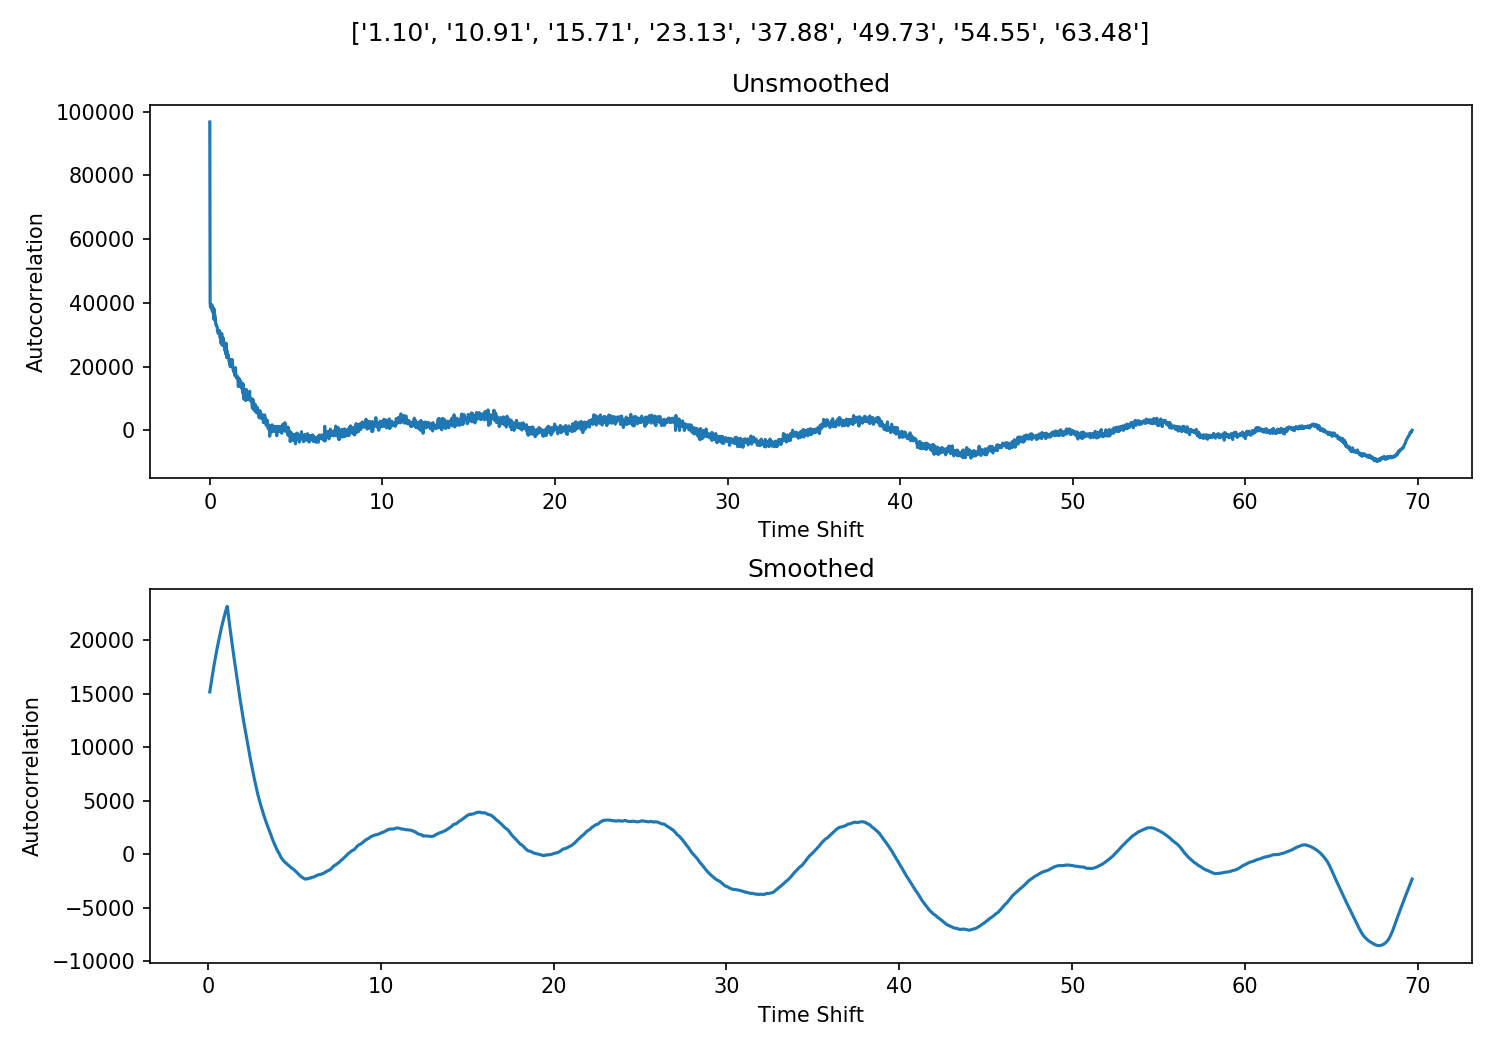 ['1.10', '10.91', '15.71', '23.13', '37.88', '49.73', '54.55', '63.48']
Unsmoothed
Autocorrelation
100000
80000
60000
40000
20000
0
0 10 20 30 40 50 60 70
Time Shift
Smoothed
Autocorrelation
20000
15000
10000
5000
0
−5000
−10000
0 10 20 30 40 50 60 70
Time Shift